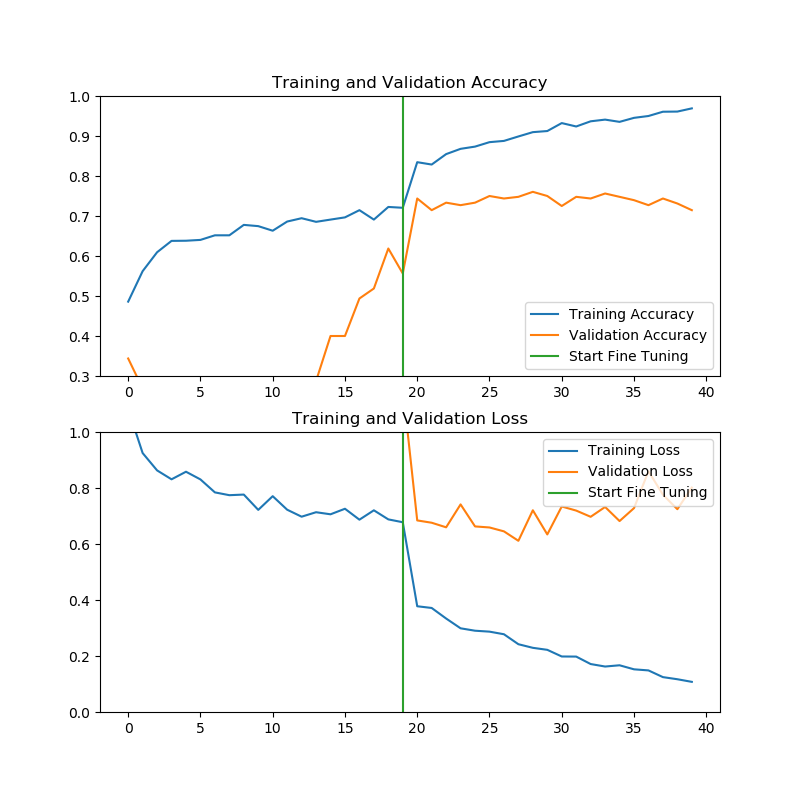 Training and Validation Accuracy
1.0
0.9
0.8
0.7
0.6
0.5
0.4
0.3
Training Accuracy
Validation Accuracy
Start Fine Tuning
0 5 10 15 20 25 30 35 40
Training and Validation Loss
1.0
0.8
0.6
0.4
0.2
0.0
Training Loss
Validation Loss
Start Fine Tuning
0 5 10 15 20 25 30 35 40